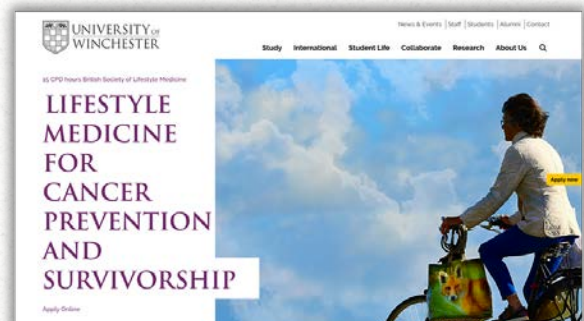 UNIVERSITY OF
WINCHESTER
News & Events | Staff | Students | Alumni | Contact
Study International Student Life Collaborate Research About Us
25 CPD hours British Society of Lifestyle Medicine
LIFESTYLE
MEDICINE
FOR
CANCER
PREVENTION
AND
SURVIVORSHIP
Apply now
Apply Online